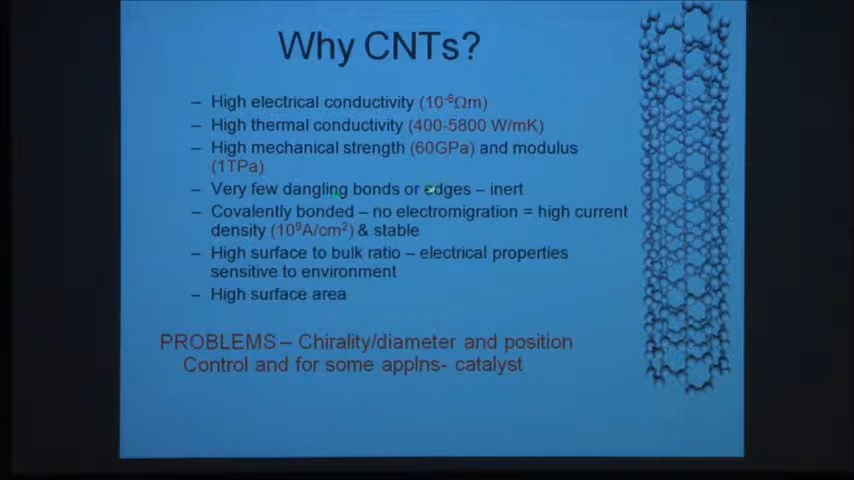 Why CNTs?
– High electrical conductivity (10⁻⁶Ωm)
– High thermal conductivity (400-5800 W/mK)
– High mechanical strength (60GPa) and modulus
(1TPa)
– Very few dangling bonds or edges – inert
– Covalently bonded – no electromigration = high current
density (10⁹A/cm²) & stable
– High surface to bulk ratio – electrical properties
sensitive to environment
– High surface area
PROBLEMS – Chirality/diameter and position
Control and for some applns- catalyst